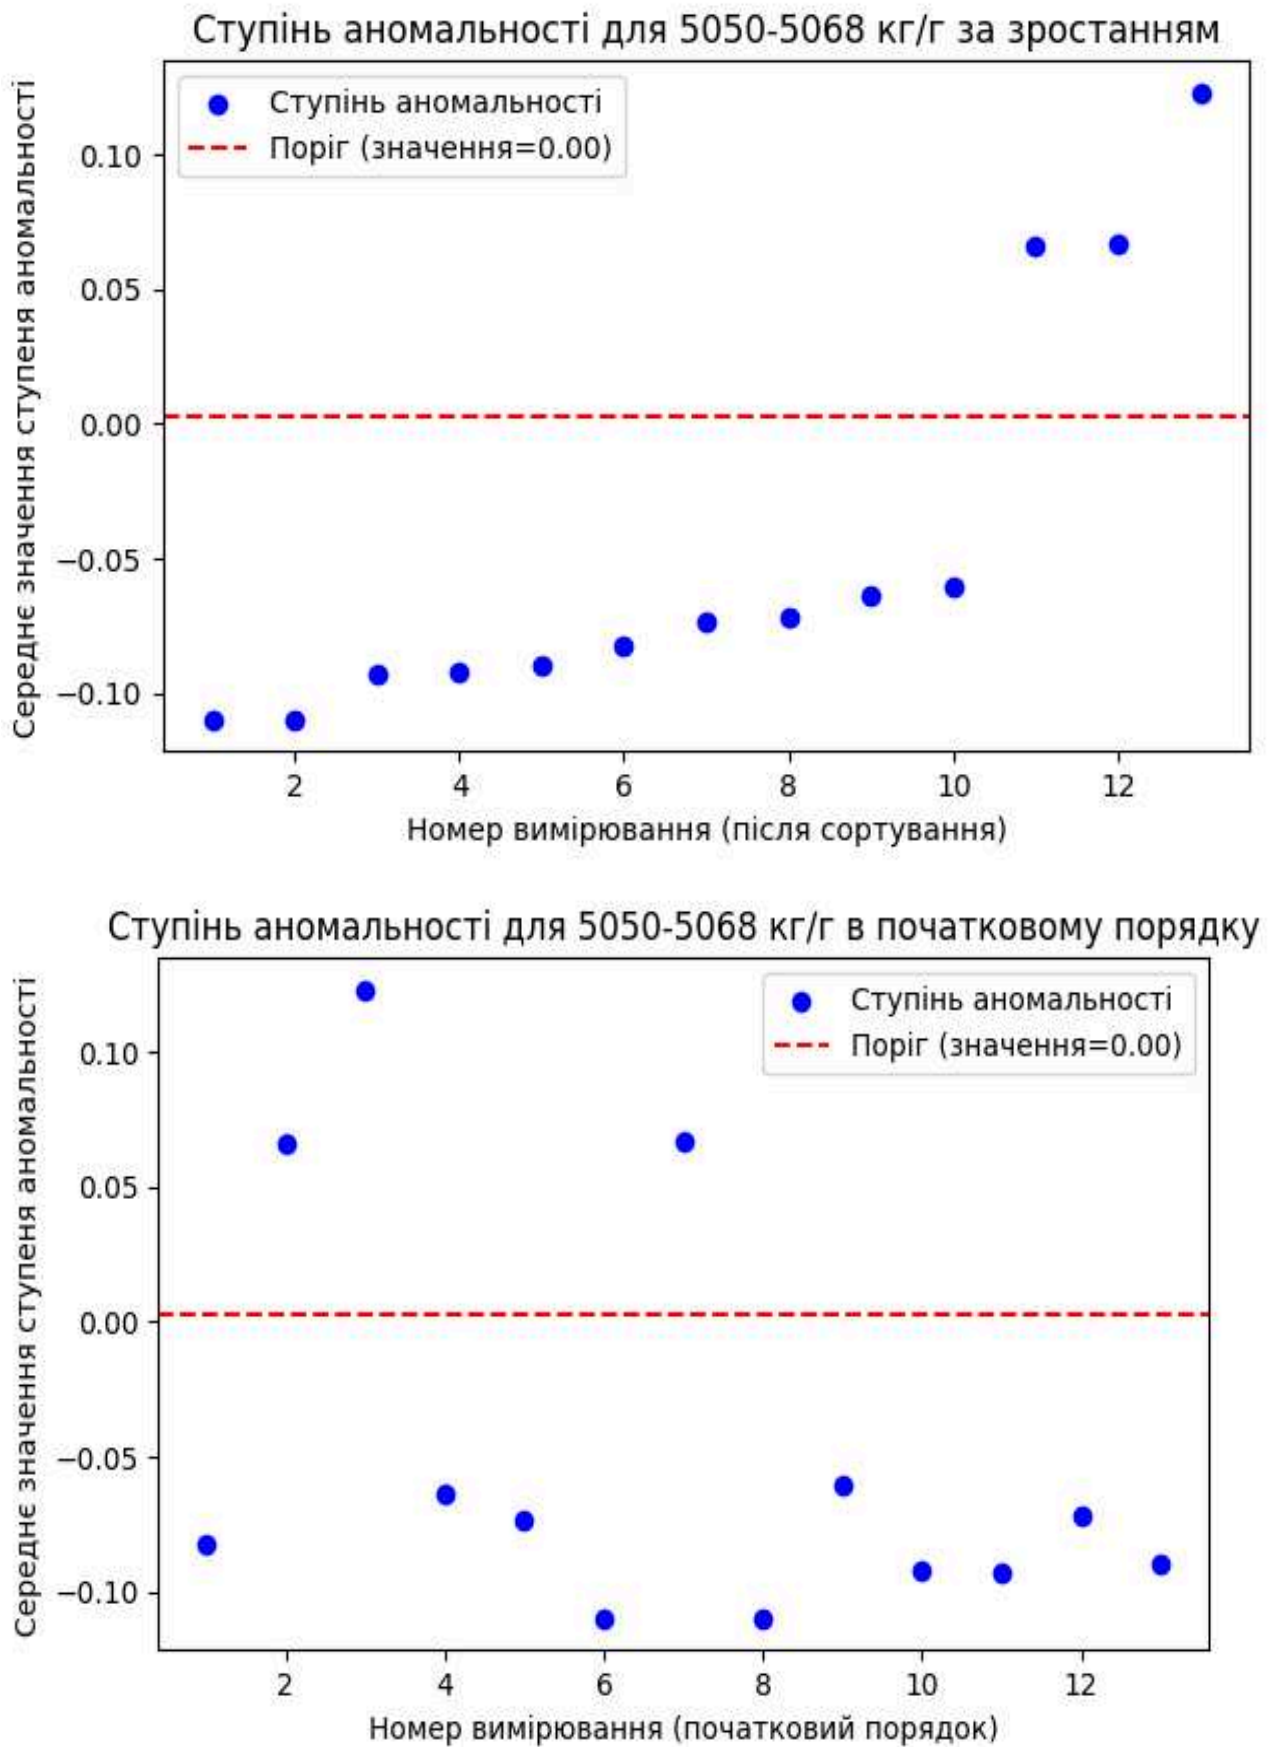 Ступінь аномальності для 5050-5068 кг/г за зростанням
Ступінь аномальності
Поріг (значення=0.00)
Середнє значення ступеня аномальності
0.10
0.05
0.00
−0.05
−0.10
2 4 6 8 10 12
Номер вимірювання (після сортування)
Ступінь аномальності для 5050-5068 кг/г в початковому порядку
Ступінь аномальності
Поріг (значення=0.00)
Середнє значення ступеня аномальності
0.10
0.05
0.00
−0.05
−0.10
2 4 6 8 10 12
Номер вимірювання (початковий порядок)